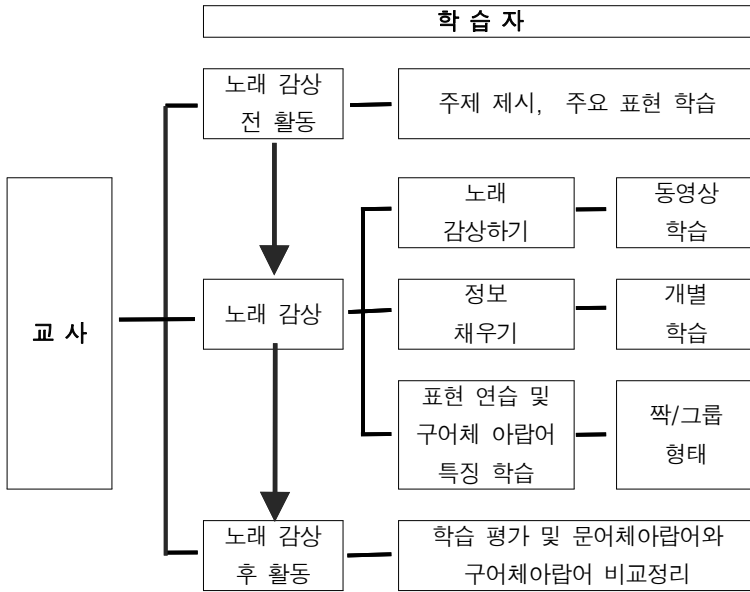 학 습 자
노래 감상
전 활동
주제 제시, 주요 표현 학습
노래
감상하기
동영상
학습
교 사
노래 감상
정보
채우기
개별
학습
표현 연습 및
구어체 아랍어
특징 학습
짝/그룹
형태
노래 감상
후 활동
학습 평가 및 문어체아랍어와
구어체아랍어 비교정리